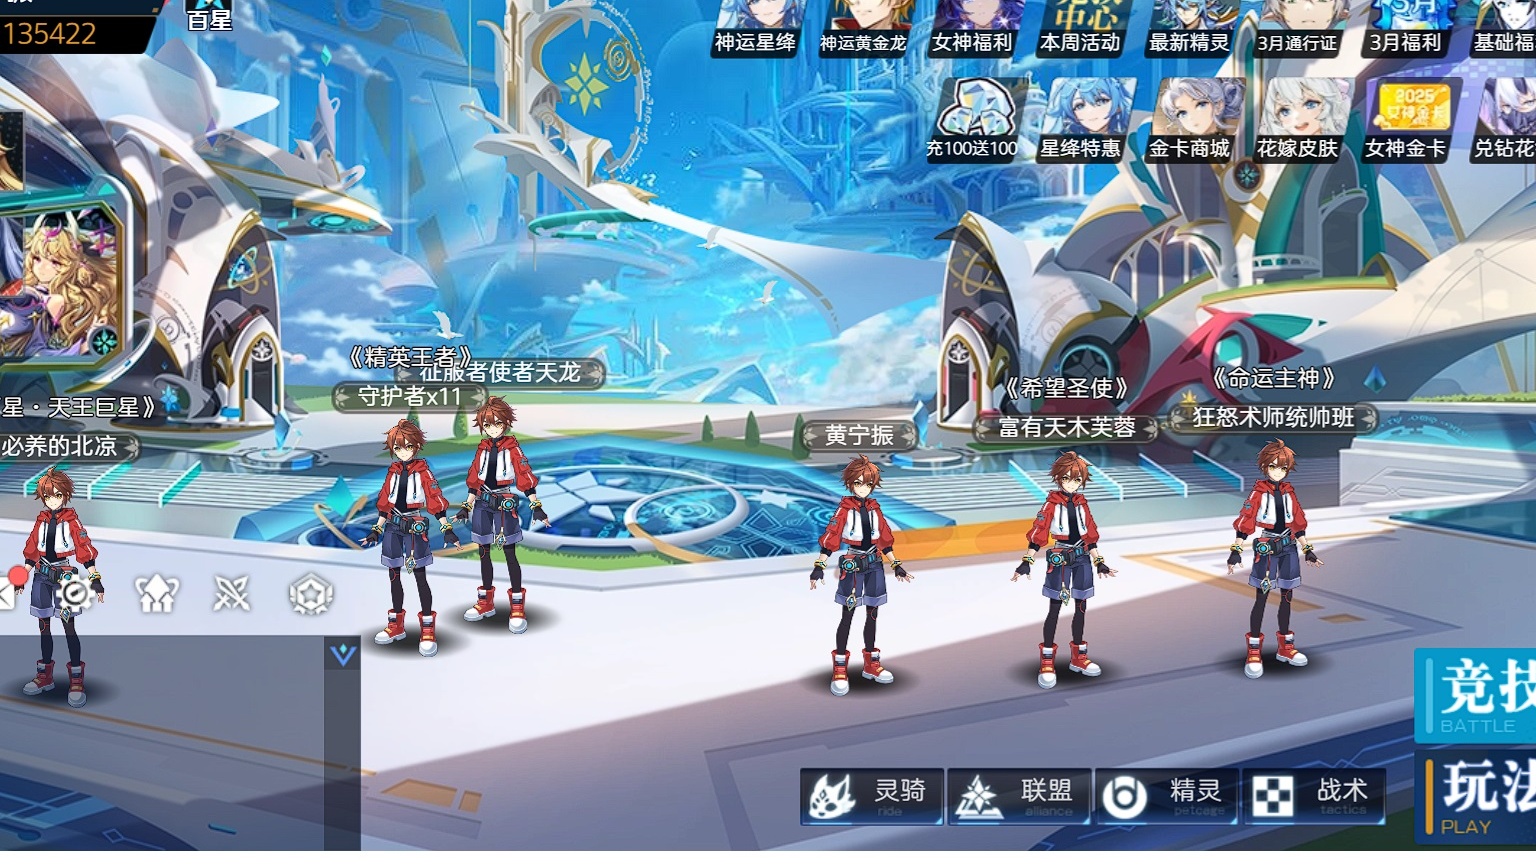 135422
百星
神运星绛
神运黄金龙
女神福利
本周活动
最新精灵
3月通行证
3月福利
基础福
充100送100
星绛特惠
金卡商城
花嫁皮肤
2025
女神金卡
女神金卡
兑钻花
《精英王者》
征服者使者天龙
守护者x11
星·天王巨星》
必养的北凉
黄宁振
《希望圣使》
富有天木芙蓉
《命运主神》
狂怒术师统帅班
竞技
BATTLE
玩法
PLAY
灵骑
ride
联盟
alliance
精灵
petcage
战术
tactics